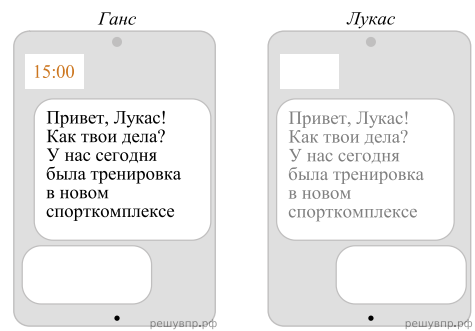 Ганс
15:00
Привет, Лукас!
Как твои дела?
У нас сегодня
была тренировка
в новом
спорткомплексе
решувпр.рф
Лукас
Привет, Лукас!
Как твои дела?
У нас сегодня
была тренировка
в новом
спорткомплексе
решувпр.рф